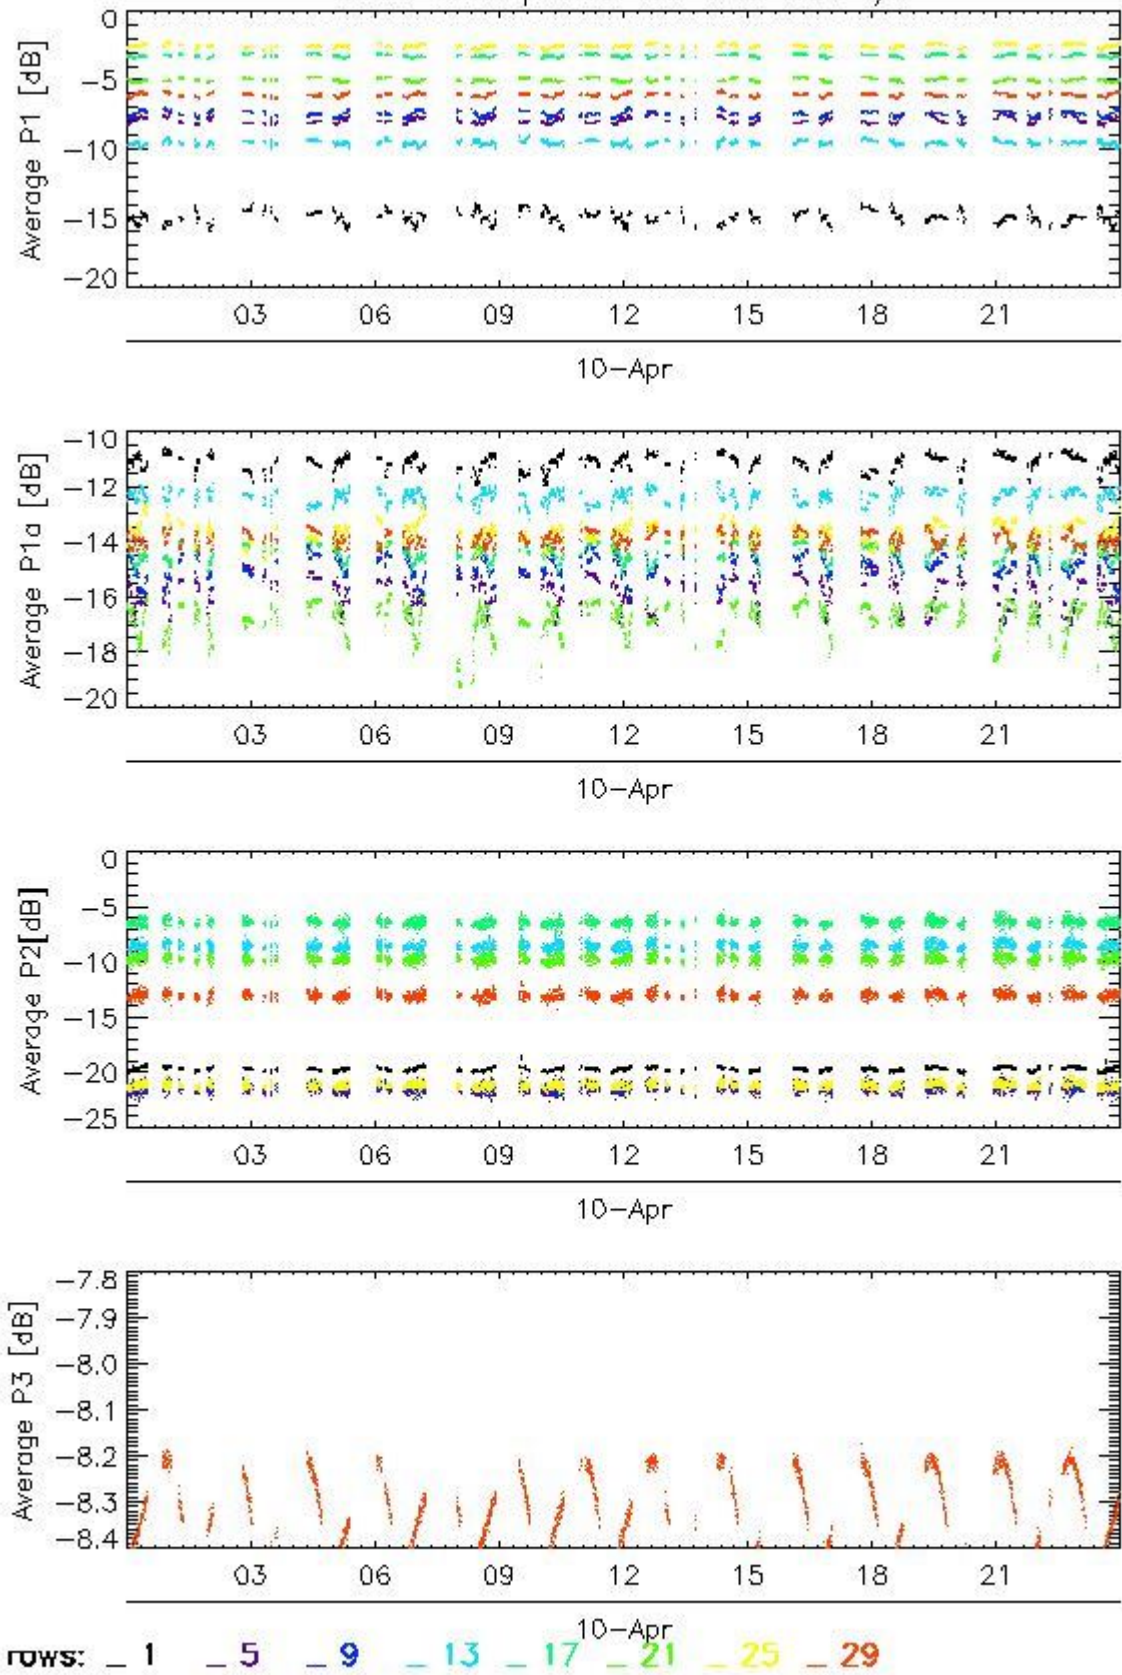 0
−5
−10
−15
−20
Average P1 [dB]
03 06 09 12 15 18 21
10−Apr
−10
−12
−14
−16
−18
−20
Average P1a [dB]
03 06 09 12 15 18 21
10−Apr
0
−5
−10
−15
−20
−25
Average P2[dB]
03 06 09 12 15 18 21
10−Apr
−7.8
−7.9
−8.0
−8.1
−8.2
−8.3
−8.4
Average P3 [dB]
03 06 09 12 15 18 21
10−Apr
rows: _ 1 _ 5 _ 9 _ 13 _ 17 _ 21 _ 25 _ 29